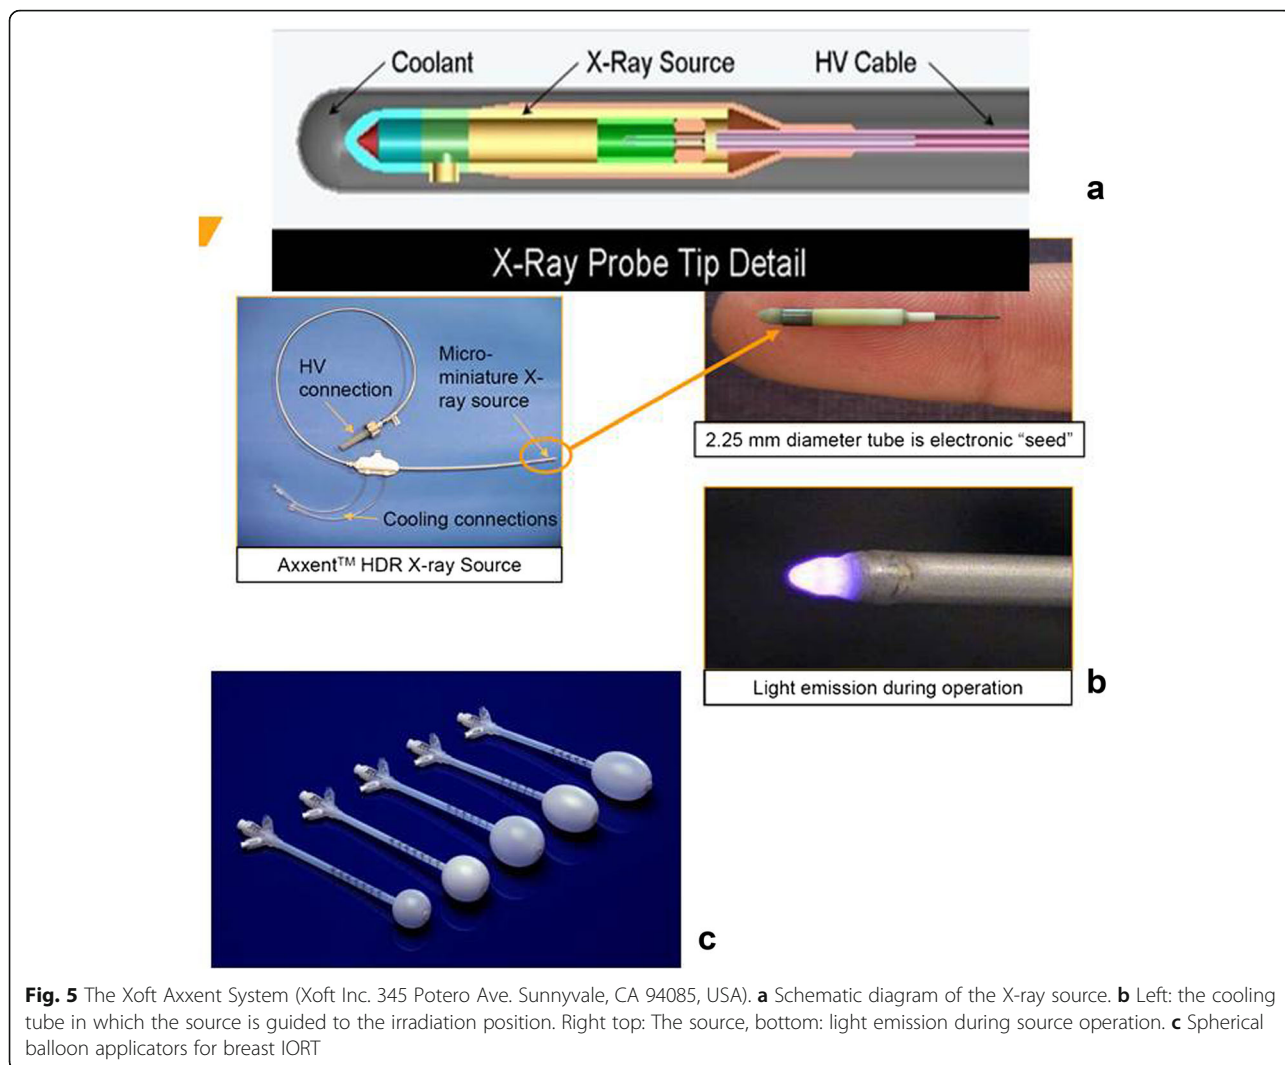 Coolant
X-Ray Source
HV Cable
a
X-Ray Probe Tip Detail
HV
connection
Micro-
miniature X-
ray source
Cooling connections
Axxent™ HDR X-ray Source
2.25 mm diameter tube is electronic “seed”
Light emission during operation
b
c
Fig. 5 The Xoft Axxent System (Xoft Inc. 345 Potero Ave. Sunnyvale, CA 94085, USA). a Schematic diagram of the X-ray source. b Left: the cooling
tube in which the source is guided to the irradiation position. Right top: The source, bottom: light emission during source operation. c Spherical
balloon applicators for breast IORT